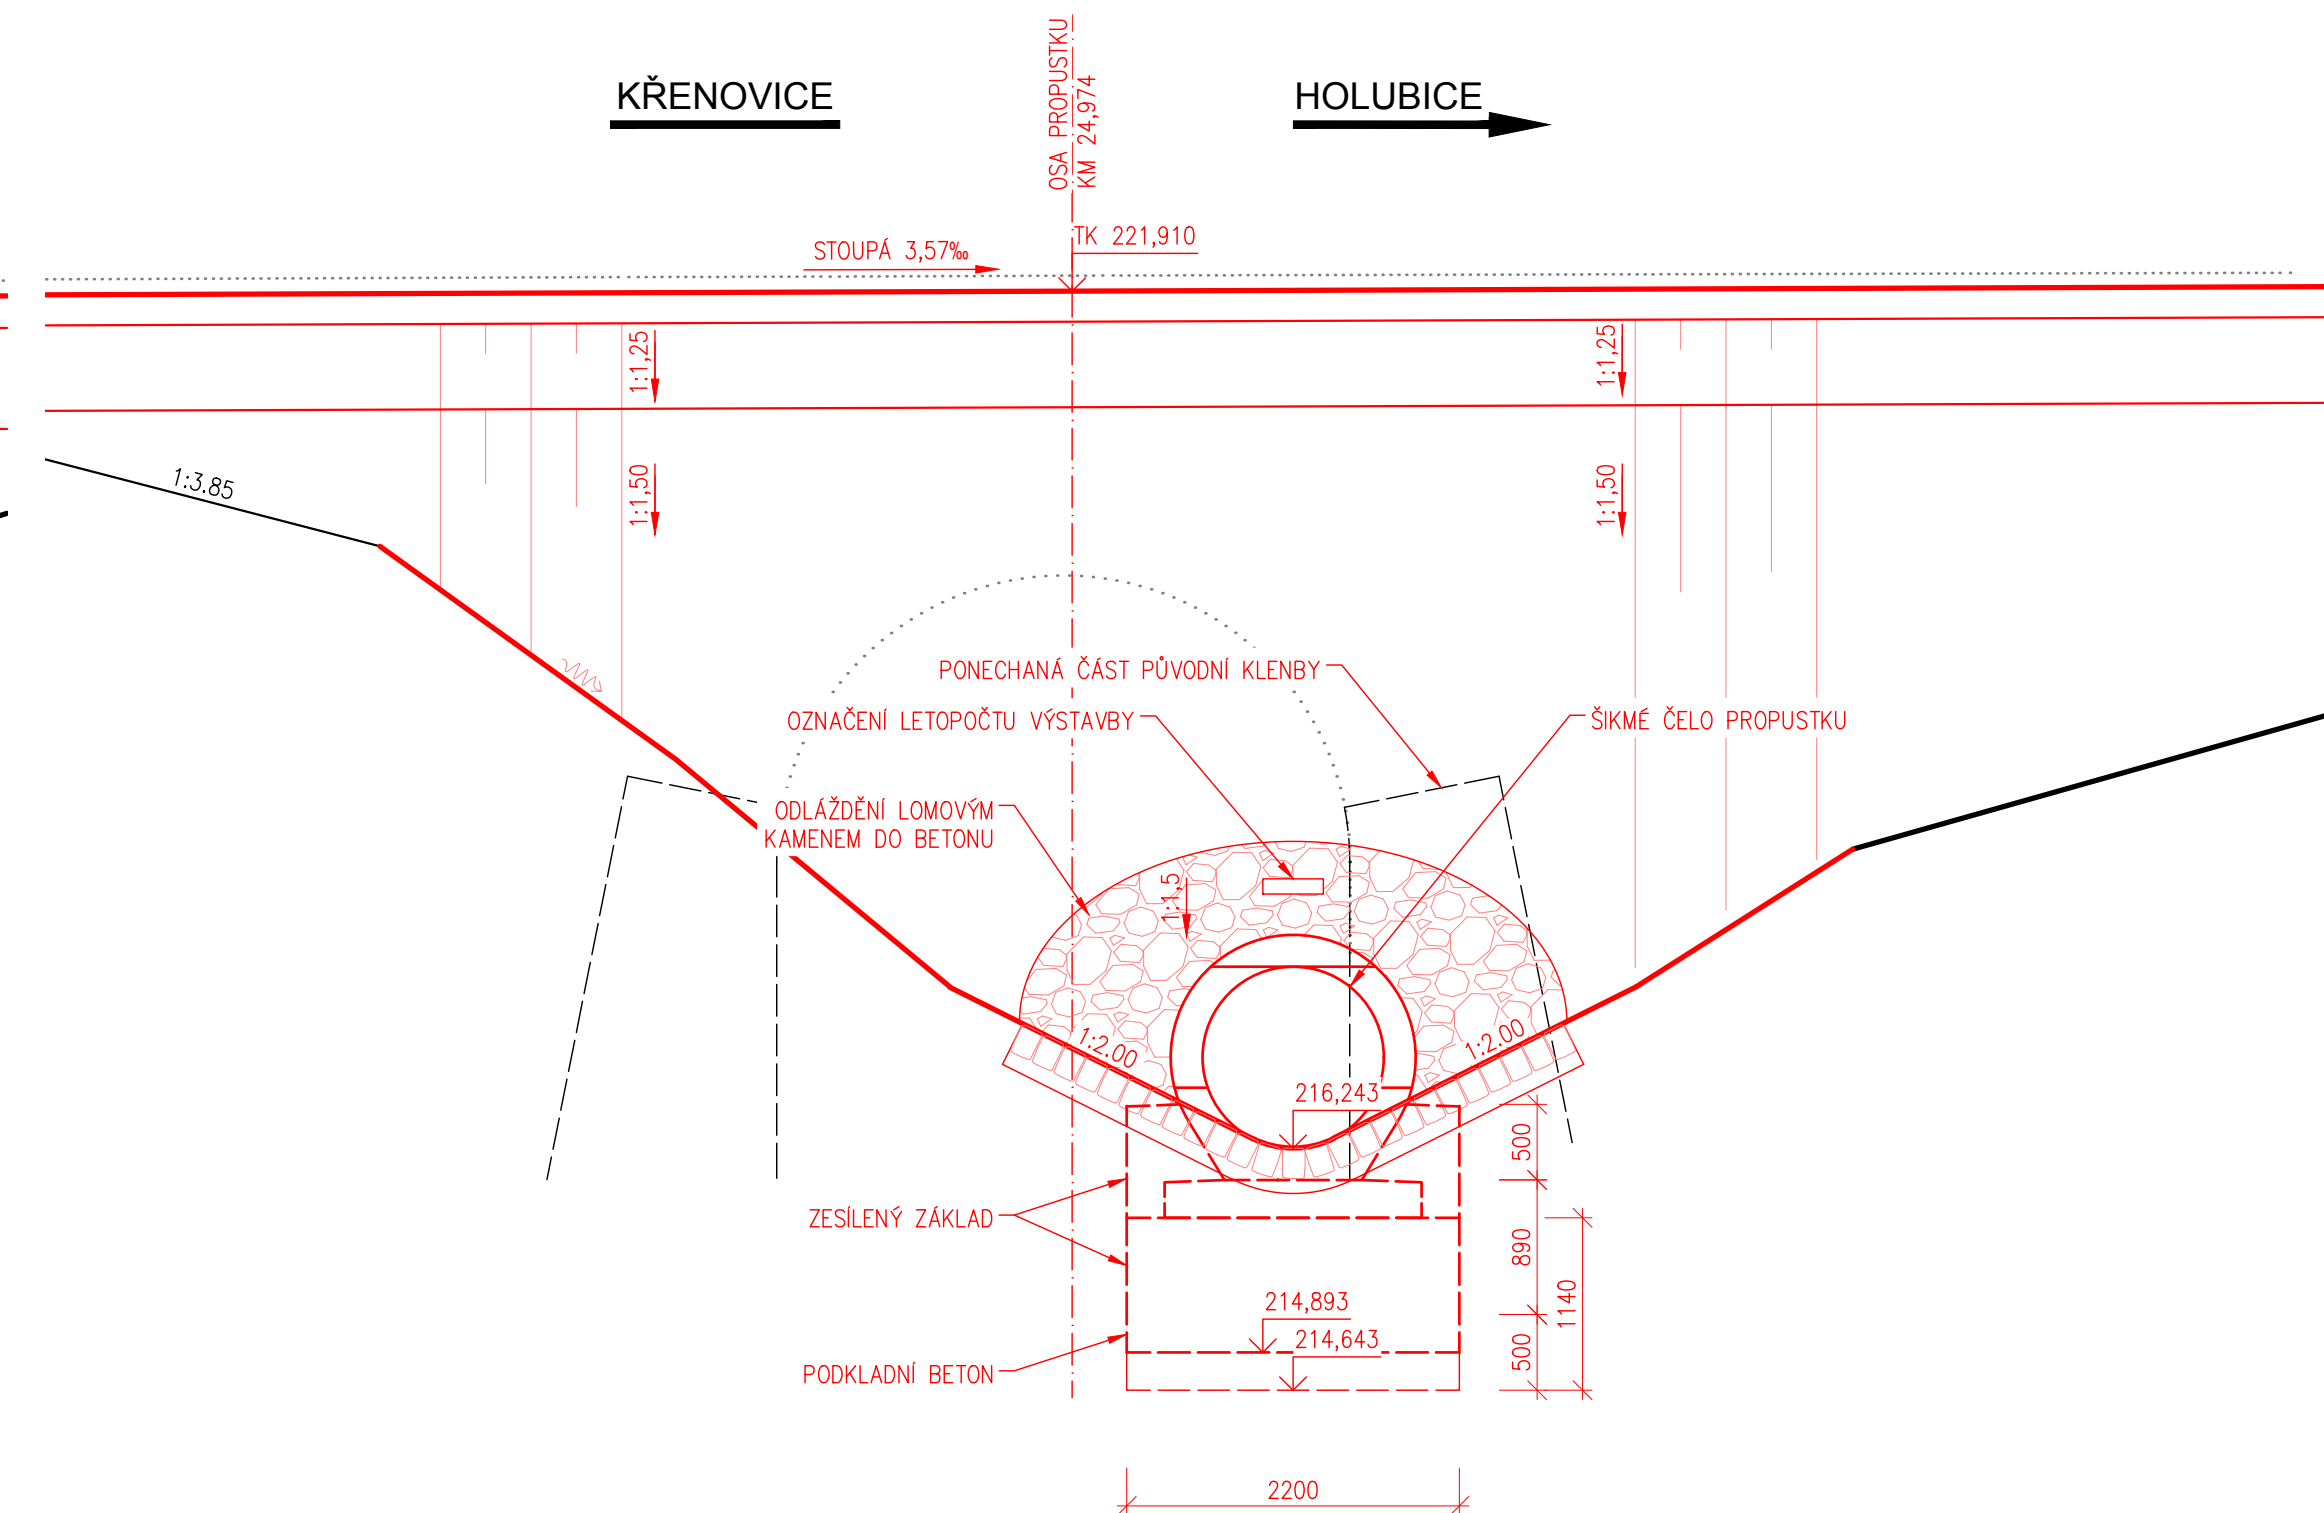 OSA PROPUSTKU
KM 24,974
KŘENOVICE
HOLUBICE
STOUPÁ 3,57‰
TK 221,910
1:1,25
1:1,25
1:3.85
1:1,50
1:1,50
PONECHANÁ ČÁST PŮVODNÍ KLENBY
OZNAČENÍ LETOPOČTU VÝSTAVBY
ŠIKMÉ ČELO PROPUSTKU
ODLÁŽDĚNÍ LOMOVÝM
KAMENEM DO BETONU
1:1,5
1:2.00
1:2.00
216,243
500
ZESÍLENÝ ZÁKLAD
890
1140
214,893
214,643
500
PODKLADNÍ BETON
2200